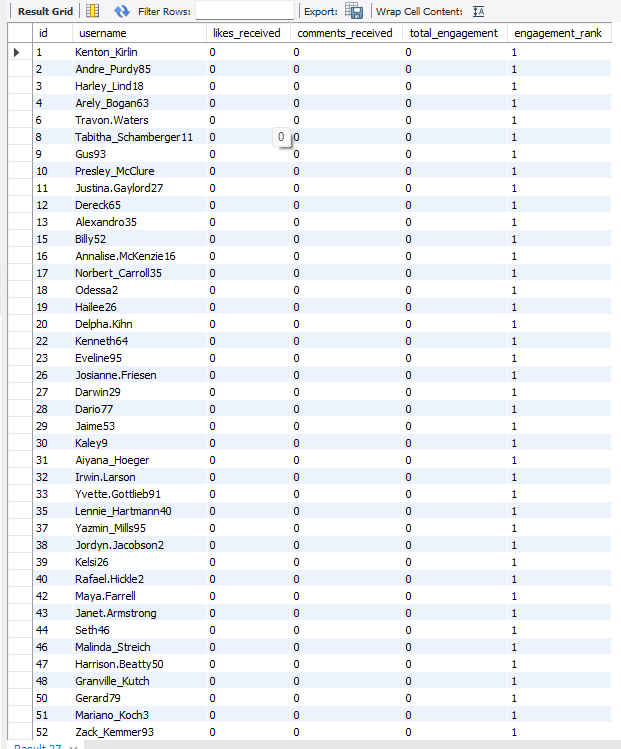 Result Grid Filter Rows: Export: Wrap Cell Content: IA
id username likes_received comments_received total_engagement engagement_rank
1 Kenton_Kirlin 0 0 0 1
2 Andre_Purdy85 0 0 0 1
3 Harley_Lind18 0 0 0 1
4 Arely_Bogan63 0 0 0 1
6 Travon.Waters 0 0 0 1
8 Tabitha_Schamberger11 0 0 0 0 1
9 Gus93 0 0 0 1
10 Presley_McClure 0 0 0 1
11 Justina.Gaylord27 0 0 0 1
12 Dereck65 0 0 0 1
13 Alexandro35 0 0 0 1
15 Billy52 0 0 0 1
16 Annalise.McKenzie16 0 0 0 1
17 Norbert_Carroll35 0 0 0 1
18 Odessa2 0 0 0 1
19 Hailee26 0 0 0 1
20 Delpha.Kihn 0 0 0 1
22 Kenneth64 0 0 0 1
23 Eveline95 0 0 0 1
26 Josianne.Friesen 0 0 0 1
27 Darwin29 0 0 0 1
28 Dario77 0 0 0 1
29 Jaime53 0 0 0 1
30 Kaley9 0 0 0 1
31 Aiyana_Hoeger 0 0 0 1
32 Irwin.Larson 0 0 0 1
33 Yvette.Gottlieb91 0 0 0 1
35 Lennie_Hartmann40 0 0 0 1
37 Yazmin_Mills95 0 0 0 1
38 Jordyn.Jacobson2 0 0 0 1
39 Kelsi26 0 0 0 1
40 Rafael.Hickle2 0 0 0 1
42 Maya.Farrell 0 0 0 1
43 Janet.Armstrong 0 0 0 1
44 Seth46 0 0 0 1
46 Malinda_Streich 0 0 0 1
47 Harrison.Beatty50 0 0 0 1
48 Granville_Kutch 0 0 0 1
50 Gerard79 0 0 0 1
51 Mariano_Koch3 0 0 0 1
52 Zack_Kemmer93 0 0 0 1
Result 27